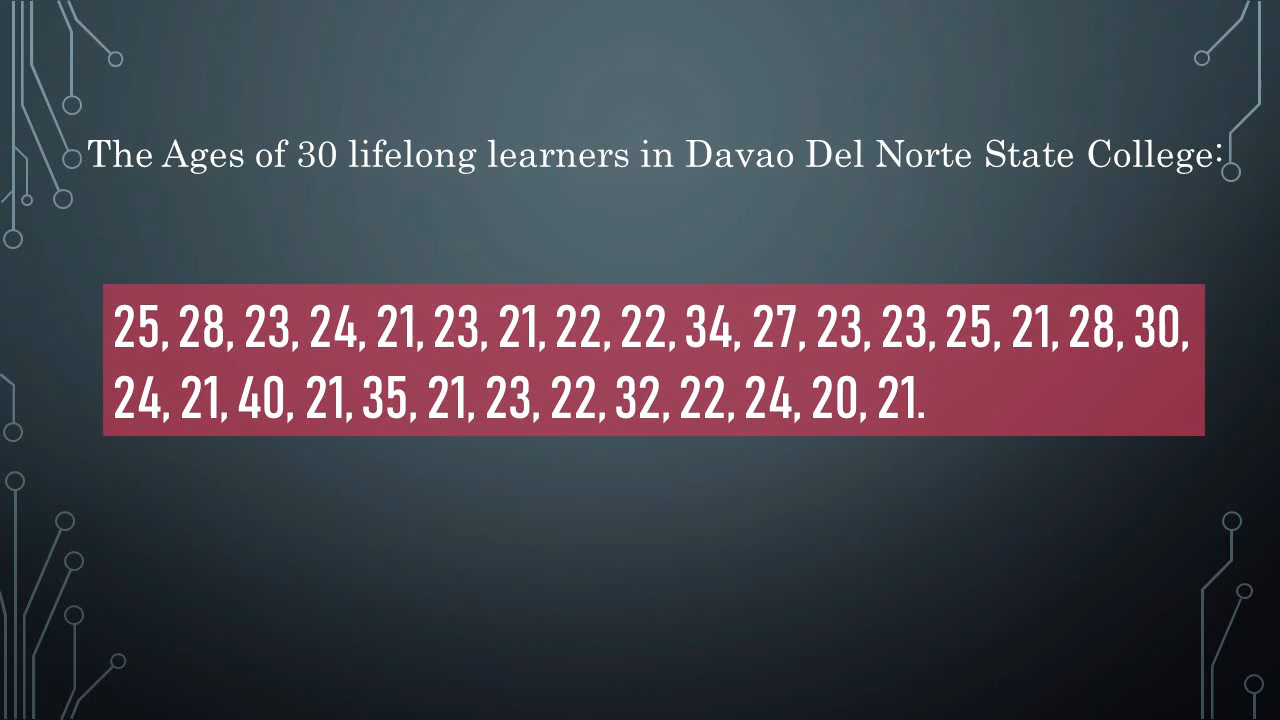 The Ages of 30 lifelong learners in Davao Del Norte State College:
25, 28, 23, 24, 21, 23, 21, 22, 22, 34, 27, 23, 23, 25, 21, 28, 30,
24, 21, 40, 21, 35, 21, 23, 22, 32, 22, 24, 20, 21.